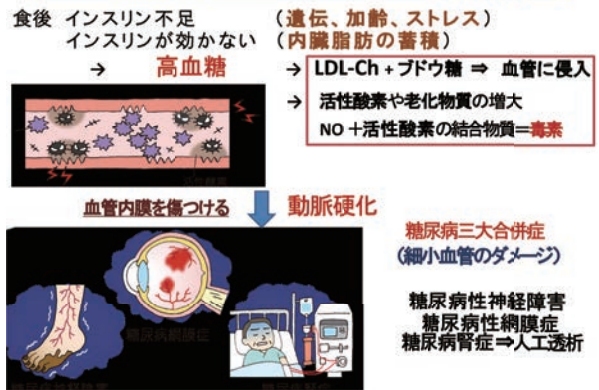 食後 インスリン不足 (遺伝、加齢、ストレス)
インスリンが効かない (内臓脂肪の蓄積)
→ 高血糖
→ LDL-Ch + ブドウ糖 ⇒ 血管に侵入
→ 活性酸素や老化物質の増大
NO+活性酸素の結合物質=毒素
血管内膜を傷つける 動脈硬化
糖尿病三大合併症
(細小血管のダメージ)
糖尿病性神経障害
糖尿病性網膜症
糖尿病腎症⇒人工透析
糖尿病網膜症